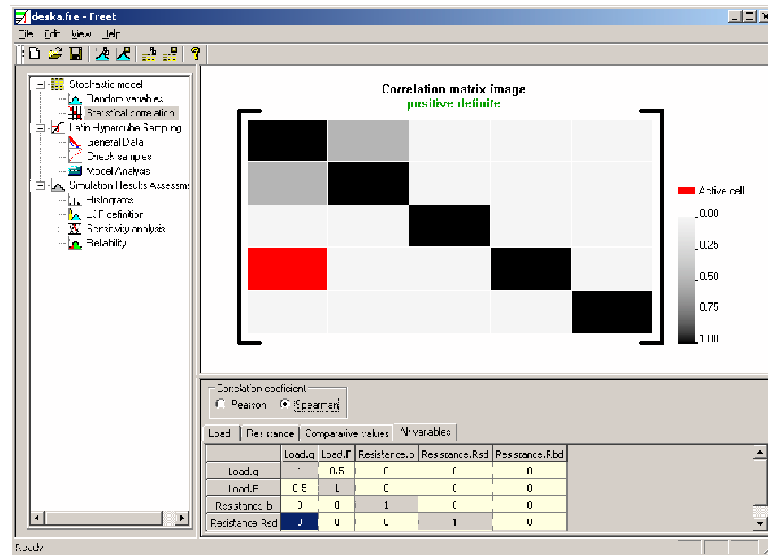 deska.fre - Freet
File Edit View Help
Stochastic model
Random variables
Statistical correlation
Latin Hypercube Sampling
General Data
Check samples
Model Analysis
Simulation Results Assessm
Histograms
LSF definition
Sensitivity analysis
Reliability
Correlation matrix image
positive definite
Active cell
0.00
0.25
0.50
0.75
1.00
Correlation coefficient
Pearson Spearman
Load Resistance Comparative values All variables
Load.q Load.F Resistance.b Resistance.Rsd Resistance.Rbd
Load.q 1 0.5 0 0 0
Load.F 0.5 1 0 0 0
Resistance.b 0 0 1 0 0
Resistance.Rsd 0 0 0 1 0
Ready